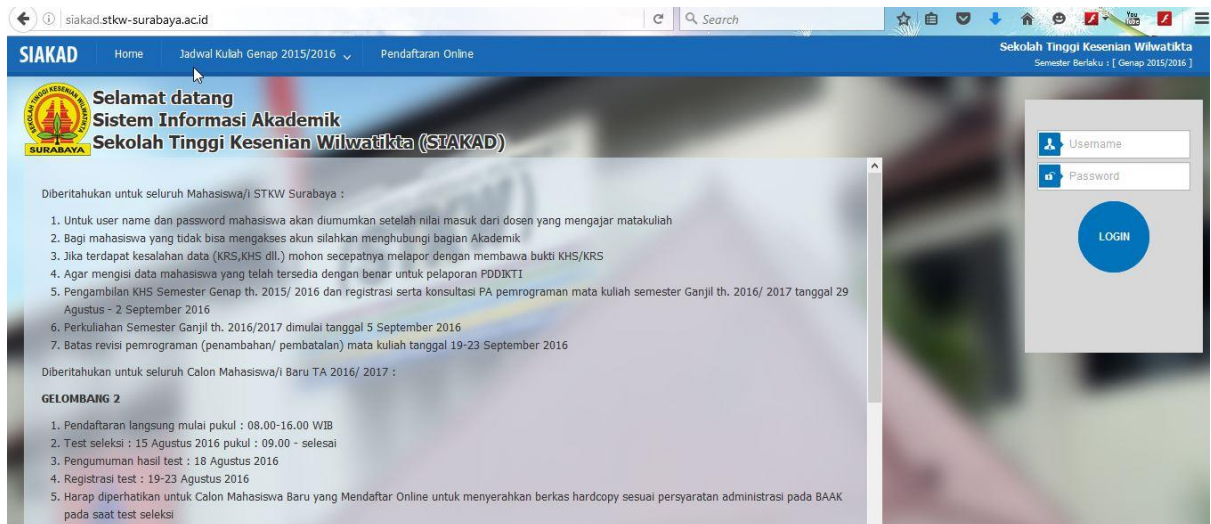 siakad.stkw-surabaya.ac.id
Search
You
SIAKAD
Home
Jadwal Kuliah Genap 2015/2016
Pendaftaran Online
Sekolah Tinggi Kesenian Wilwatikta
Semester Berlaku : [ Genap 2015/2016 ]
SURABAYA
Selamat datang
Sistem Informasi Akademik
Sekolah Tinggi Kesenian Wilwatikta (SIAKAD)
Username
Password
LOGIN
Diberitahukan untuk seluruh Mahasiswa/i STKW Surabaya :
1. Untuk user name dan password mahasiswa akan diumumkan setelah nilai masuk dari dosen yang mengajar matakuliah
2. Bagi mahasiswa yang tidak bisa mengakses akun silahkan menghubungi bagian Akademik
3. Jika terdapat kesalahan data (KRS,KHS dll.) mohon secepatnya melapor dengan membawa bukti KHS/KRS
4. Agar mengisi data mahasiswa yang telah tersedia dengan benar untuk pelaporan PDDIKTI
5. Pengambilan KHS Semester Genap th. 2015/ 2016 dan registrasi serta konsultasi PA pemrograman mata kuliah semester Ganjil th. 2016/ 2017 tanggal 29
Agustus - 2 September 2016
6. Perkuliahan Semester Ganjil th. 2016/2017 dimulai tanggal 5 September 2016
7. Batas revisi pemrograman (penambahan/ pembatalan) mata kuliah tanggal 19-23 September 2016
Diberitahukan untuk seluruh Calon Mahasiswa/i Baru TA 2016/ 2017 :
GELOMBANG 2
1. Pendaftaran langsung mulai pukul : 08.00-16.00 WIB
2. Test seleksi : 15 Agustus 2016 pukul : 09.00 - selesai
3. Pengumuman hasil test : 18 Agustus 2016
4. Registrasi test : 19-23 Agustus 2016
5. Harap diperhatikan untuk Calon Mahasiswa Baru yang Mendaftar Online untuk menyerahkan berkas hardcopy sesuai persyaratan administrasi pada BAAK
pada saat test seleksi